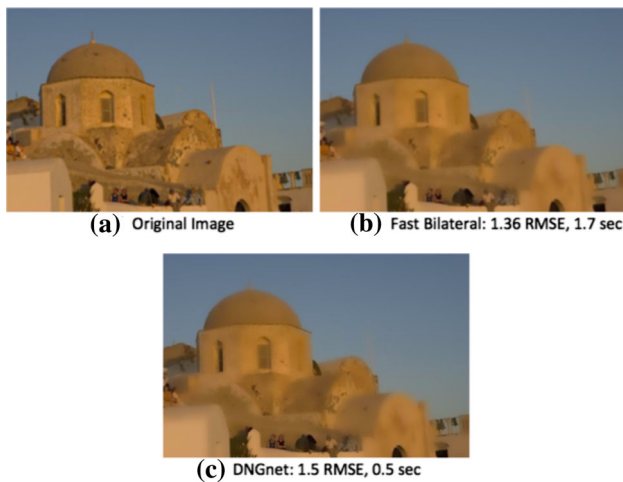 (a) Original Image
(b) Fast Bilateral: 1.36 RMSE, 1.7 sec
(c) DNGnet: 1.5 RMSE, 0.5 sec